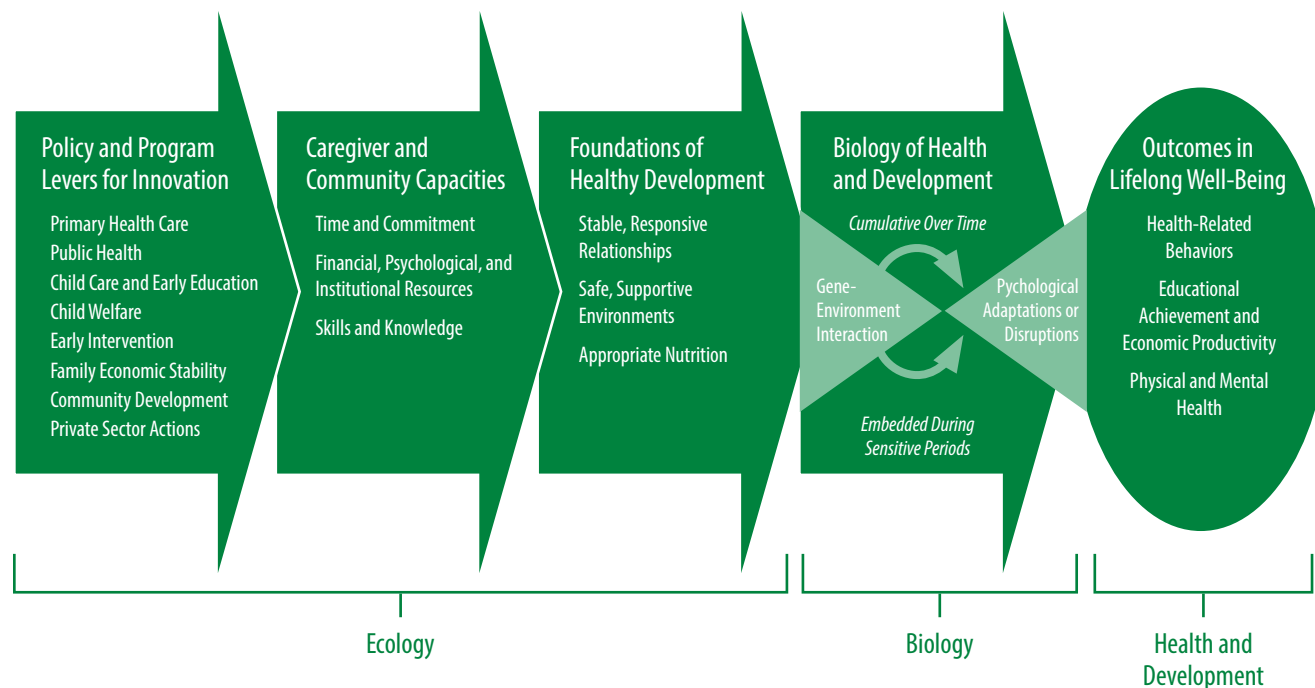 Policy and Program
Levers for Innovation
Primary Health Care
Public Health
Child Care and Early Education
Child Welfare
Early Intervention
Family Economic Stability
Community Development
Private Sector Actions
Caregiver and
Community Capacities
Time and Commitment
Financial, Psychological, and
Institutional Resources
Skills and Knowledge
Foundations of
Healthy Development
Stable, Responsive
Relationships
Safe, Supportive
Environments
Appropriate Nutrition
Biology of Health
and Development
Cumulative Over Time
Gene-
Environment
Interaction
Pychological
Adaptations or
Disruptions
Embedded During
Sensitive Periods
Outcomes in
Lifelong Well-Being
Health-Related
Behaviors
Educational
Achievement and
Economic Productivity
Physical and Mental
Health
Ecology
Biology
Health and
Development